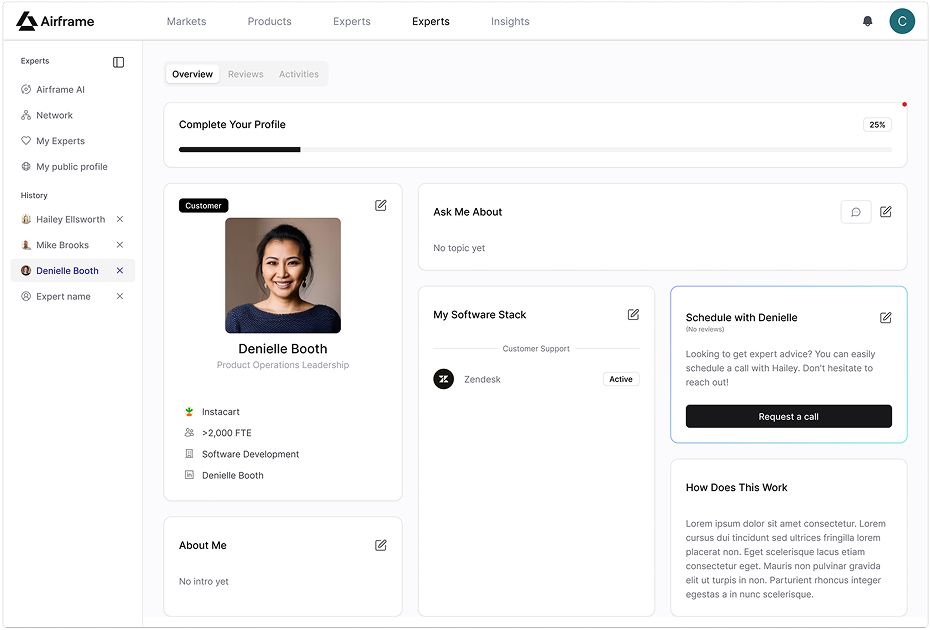 Airframe
Markets
Products
Experts
Experts
Insights
C
Experts
Airframe AI
Network
My Experts
My public profile
History
Hailey Ellsworth
Mike Brooks
Denielle Booth
Expert name
Overview
Reviews
Activities
Complete Your Profile
25%
Customer
Denielle Booth
Product Operations Leadership
Instacart
>2,000 FTE
Software Development
Denielle Booth
About Me
No intro yet
Ask Me About
No topic yet
My Software Stack
Customer Support
Zendesk
Active
Schedule with Denielle
(No reviews)
Looking to get expert advice? You can easily
schedule a call with Hailey. Don't hesitate to
reach out!
Request a call
How Does This Work
Lorem ipsum dolor sit amet consectetur. Lorem
cursus dui tincidunt sed ultrices fringilla lorem
placerat non. Eget scelerisque lacus etiam
consectetur eget. Mauris non pulvinar gravida
elit ut turpis in non. Parturient rhoncus integer
egestas a in nunc scelerisque.